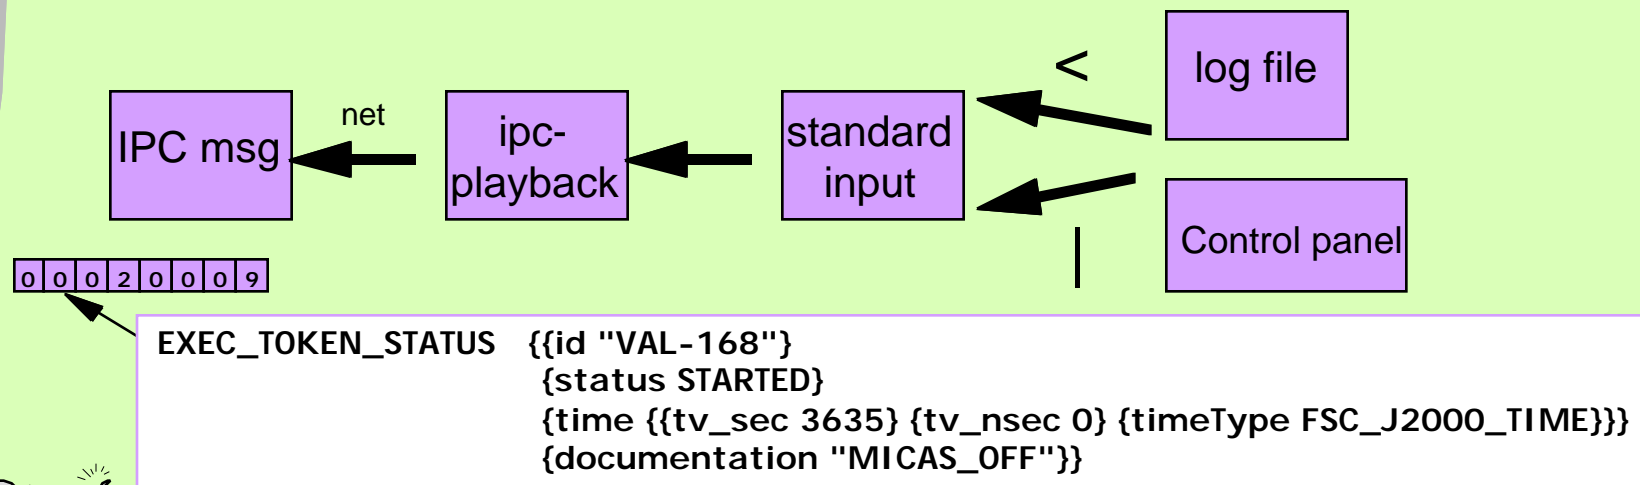 <
log file
net
IPC msg
ipc-
playback
standard
input
|
Control panel
0 0 0 2 0 0 0 9
EXEC_TOKEN_STATUS {{id "VAL-168"}
{status STARTED}
{time {{tv_sec 3635} {tv_nsec 0} {timeType FSC_J2000_TIME}}}
{documentation "MICAS_OFF"}}